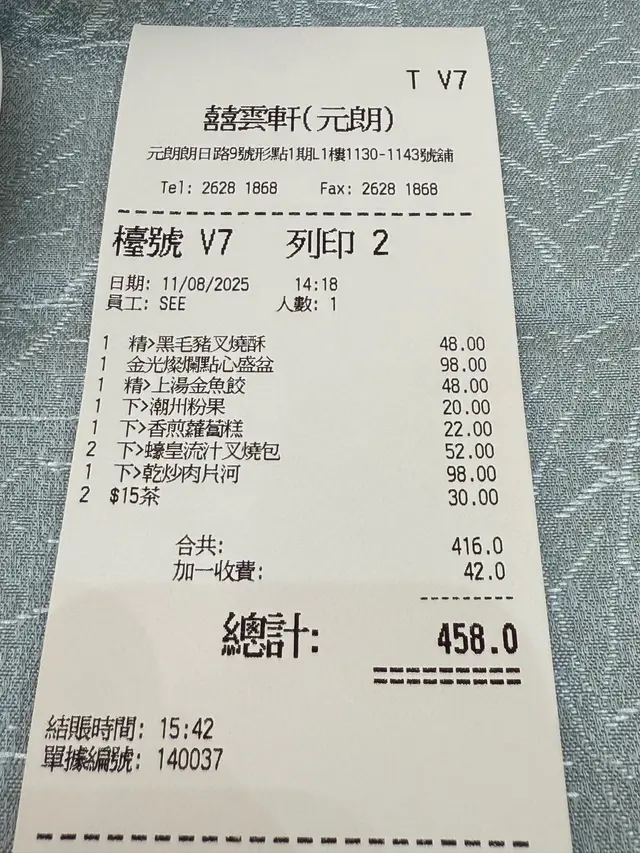 T V7
囍雲軒(元朗)
元朗朗日路9號形點1期L1樓1130-1143號舖
Tel: 2628 1868 Fax: 2628 1868
檯號 V7 列印 2
日期: 11/08/2025 14:18
員工: SEE 人數: 1
1 精>黑毛豬叉燒酥 48.00
1 金光燦爛點心盛盆 98.00
1 精>上湯金魚餃 48.00
1 下>潮州粉果 20.00
1 下>香煎蘿蔔糕 22.00
2 下>蠔皇流汁叉燒包 52.00
1 下>乾炒肉片河 98.00
2 $15茶 30.00
合共: 416.0
加一收費: 42.0
總計: 458.0
結賬時間: 15:42
單據編號: 140037